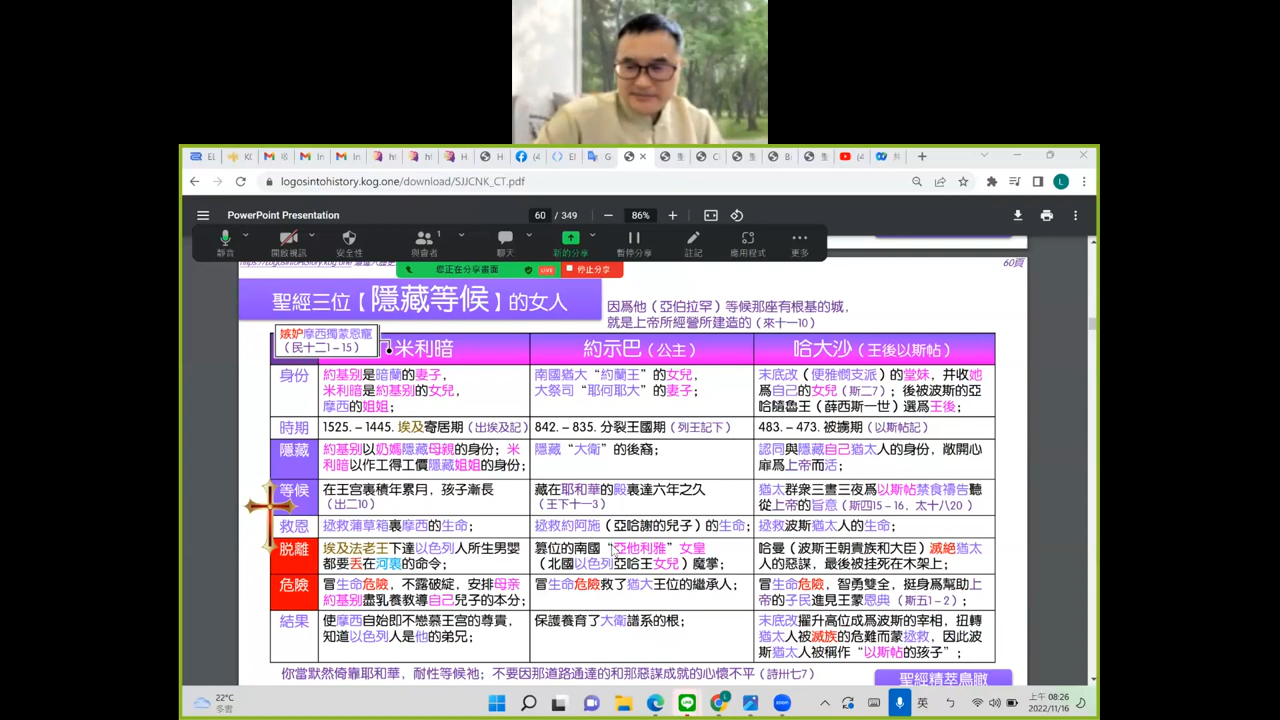 logosintohistory.kog.one/download/SJJCNK_CT.pdf
PowerPoint Presentation
60 / 349
86%
靜音
開啟視訊
安全性
與會者
1
聊天
新的分享
暫停分享
註記
應用程式
更多
60頁
您正在分享畫面
LIVE
停止分享
聖經三位【隱藏等候】的女人
因爲他（亞伯拉罕）等候那座有根基的城，
就是上帝所經營所建造的（來十一10）
嫉妒摩西獨蒙恩寵
（民十二1－15）
米利暗
約示巴（公主）
哈大沙（王後以斯帖）
身份
約基别是暗蘭的妻子，
米利暗是約基别的女兒，
摩西的姐姐；
南國猶大“約蘭王”的女兒，
大祭司“耶何耶大”的妻子；
末底改（便雅憫支派）的堂妹，并收她
爲自己的女兒（斯二7）；後被波斯的亞
哈隨魯王（薛西斯一世）選爲王後；
時期
1525.－1445. 埃及寄居期（出埃及記）
842.－835. 分裂王國期（列王記下）
483.－473. 被擄期（以斯帖記）
隱藏
約基别以奶媽隱藏母親的身份；米
利暗以作工得工價隱藏姐姐的身份；
隱藏“大衛”的後裔；
認同與隱藏自己猶太人的身份，敞開心
扉爲上帝而活；
等候
在王宫裏積年累月，孩子漸長
（出二10）
藏在耶和華的殿裏達六年之久
（王下十一3）
猶太群衆三晝三夜爲以斯帖禁食禱告聽
從上帝的旨意（斯四15－16，太十八20）
救恩
拯救蒲草箱裏摩西的生命；
拯救約阿施（亞哈謝的兒子）的生命；
拯救波斯猶太人的生命；
脱離
埃及法老王下達以色列人所生男嬰
都要丢在河裏的命令；
篡位的南國“亞他利雅”女皇
（北國以色列亞哈王女兒）魔掌；
哈曼（波斯王朝貴族和大臣）滅絶猶太
人的惡謀，最後被挂死在木架上；
危險
冒生命危險，不露破綻，安排母亲
約基别盡乳養教導自己兒子的本分；
冒生命危險救了猶大王位的継承人；
冒生命危險，智勇雙全，挺身爲幫助上
帝的子民進見王蒙恩典（斯五1－2）；
結果
使摩西自始即不戀慕王宫的尊貴，
知道以色列人是他的弟兄；
保護養育了大衛譜系的根；
末底改擢升高位成爲波斯的宰相，扭轉
猶太人被滅族的危難而蒙拯救，因此波
斯猶太人被稱作“以斯帖的孩子”；
你當默然倚靠耶和華，耐性等候祂；不要因那道路通達的和那惡謀成就的心懷不平（詩卅七7）
聖經精萃鳥瞰
22°C
多雲
英
上午 08:26
2022/11/16